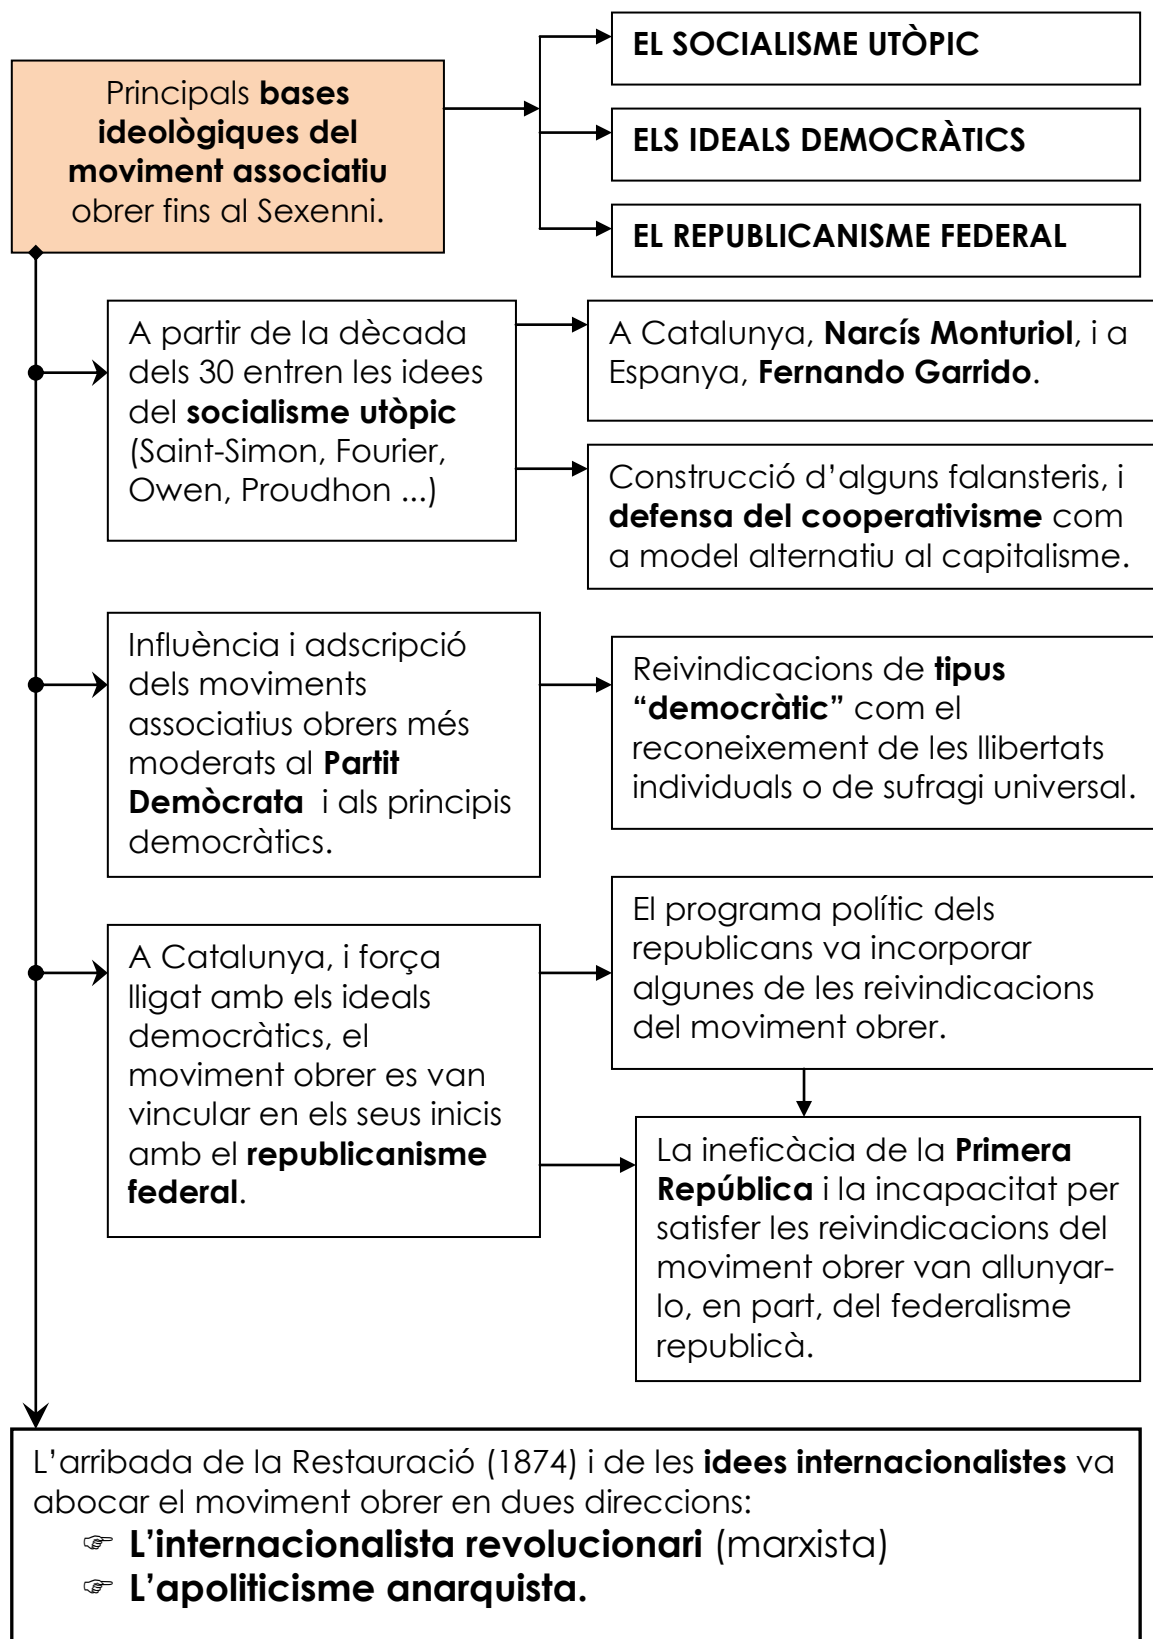 Principals bases
ideològiques del
moviment associatiu
obrer fins al Sexenni.
EL SOCIALISME UTÒPIC
ELS IDEALS DEMOCRÀTICS
EL REPUBLICANISME FEDERAL
A partir de la dècada
dels 30 entren les idees
del socialisme utòpic
(Saint-Simon, Fourier,
Owen, Proudhon ...)
A Catalunya, Narcís Monturiol, i a
Espanya, Fernando Garrido.
Construcció d’alguns falansteris, i
defensa del cooperativisme com
a model alternatiu al capitalisme.
Influència i adscripció
dels moviments
associatius obrers més
moderats al Partit
Demòcrata i als principis
democràtics.
Reivindicacions de tipus
“democràtic” com el
reconeixement de les llibertats
individuals o de sufragi universal.
A Catalunya, i força
lligat amb els ideals
democràtics, el
moviment obrer es van
vincular en els seus inicis
amb el republicanisme
federal.
El programa polític dels
republicans va incorporar
algunes de les reivindicacions
del moviment obrer.
La ineficàcia de la Primera
República i la incapacitat per
satisfer les reivindicacions del
moviment obrer van allunyar-
lo, en part, del federalisme
republicà.
L’arribada de la Restauració (1874) i de les idees internacionalistes va
abocar el moviment obrer en dues direccions:
☞ L’internacionalista revolucionari (marxista)
☞ L’apoliticisme anarquista.